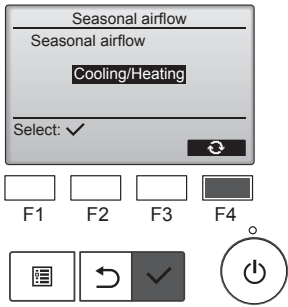 Seasonal airflow
Seasonal airflow
Cooling/Heating
Select: ✓
F1 F2 F3 F4